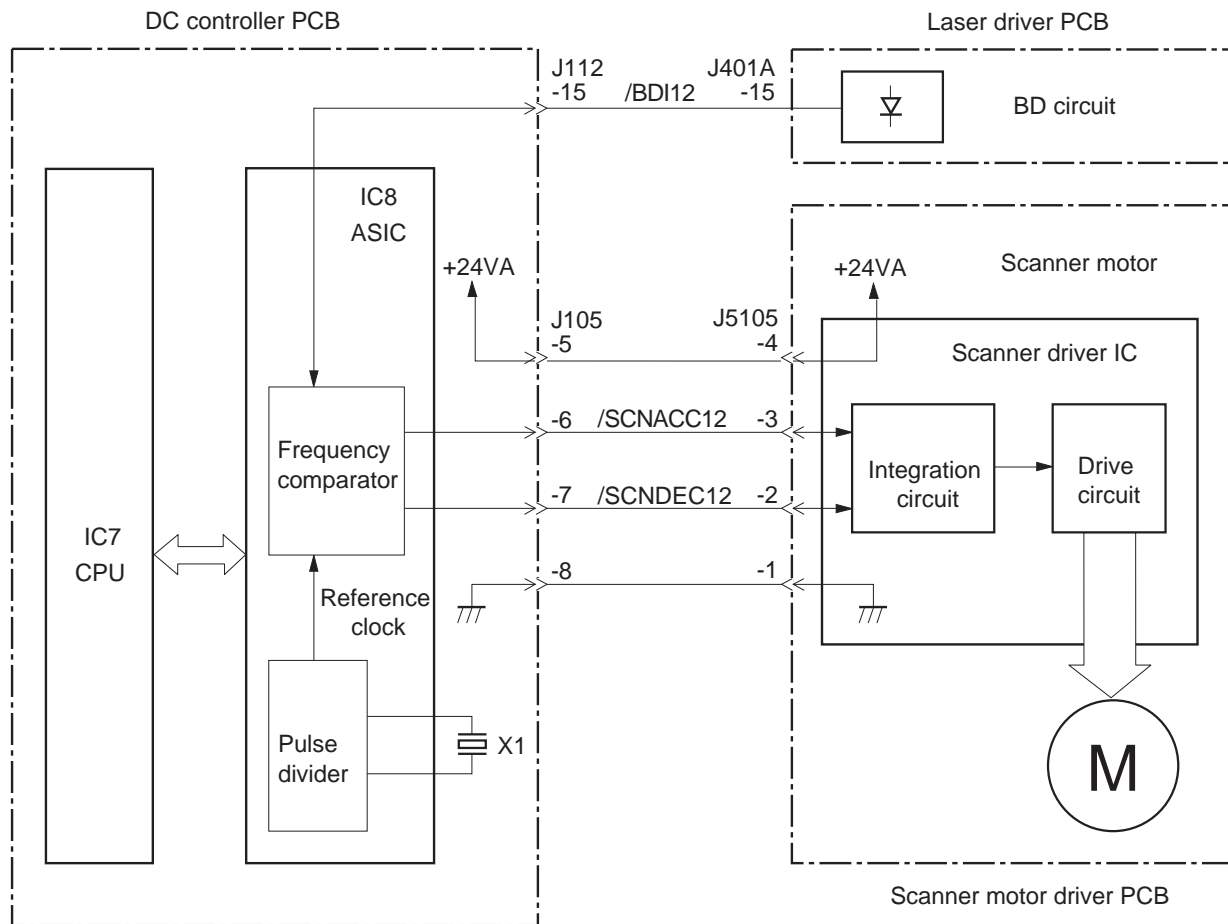 DC controller PCB
Laser driver PCB
J112
J401A
-15 /BDI12 -15
BD circuit
IC8
ASIC
+24VA
+24VA
Scanner motor
J105
J5105
-5
-4
Scanner driver IC
-6 /SCNACC12 -3
Frequency
comparator
Integration
circuit
Drive
circuit
-7 /SCNDEC12 -2
IC7
CPU
-8
-1
Reference
clock
Pulse
divider
X1
M
Scanner motor driver PCB